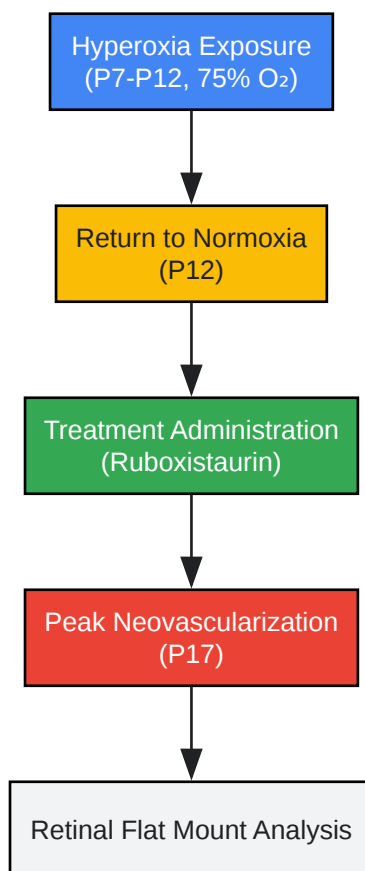 Hyperoxia Exposure
(P7-P12, 75% O₂)
Return to Normoxia
(P12)
Treatment Administration
(Ruboxistaurin)
Peak Neovascularization
(P17)
Retinal Flat Mount Analysis